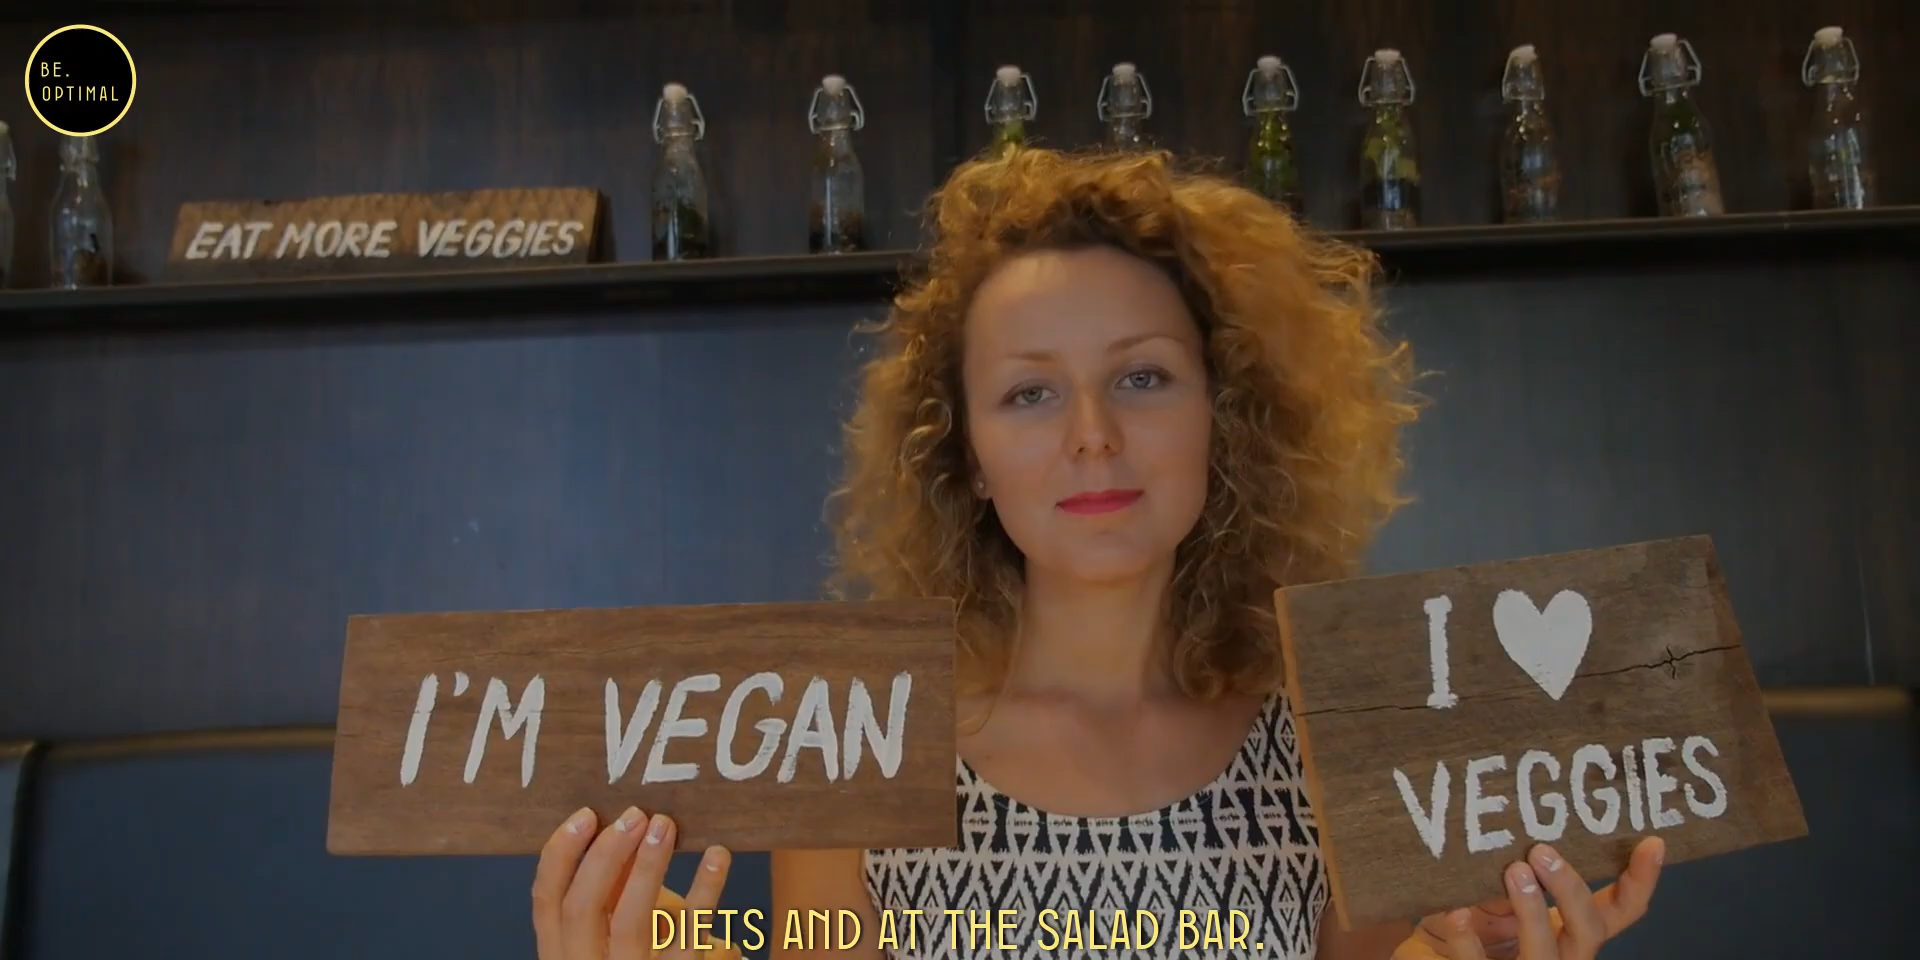 BE.
OPTIMAL
EAT MORE VEGGIES
I'M VEGAN
I ♥
VEGGIES
DIETS AND AT THE SALAD BAR.